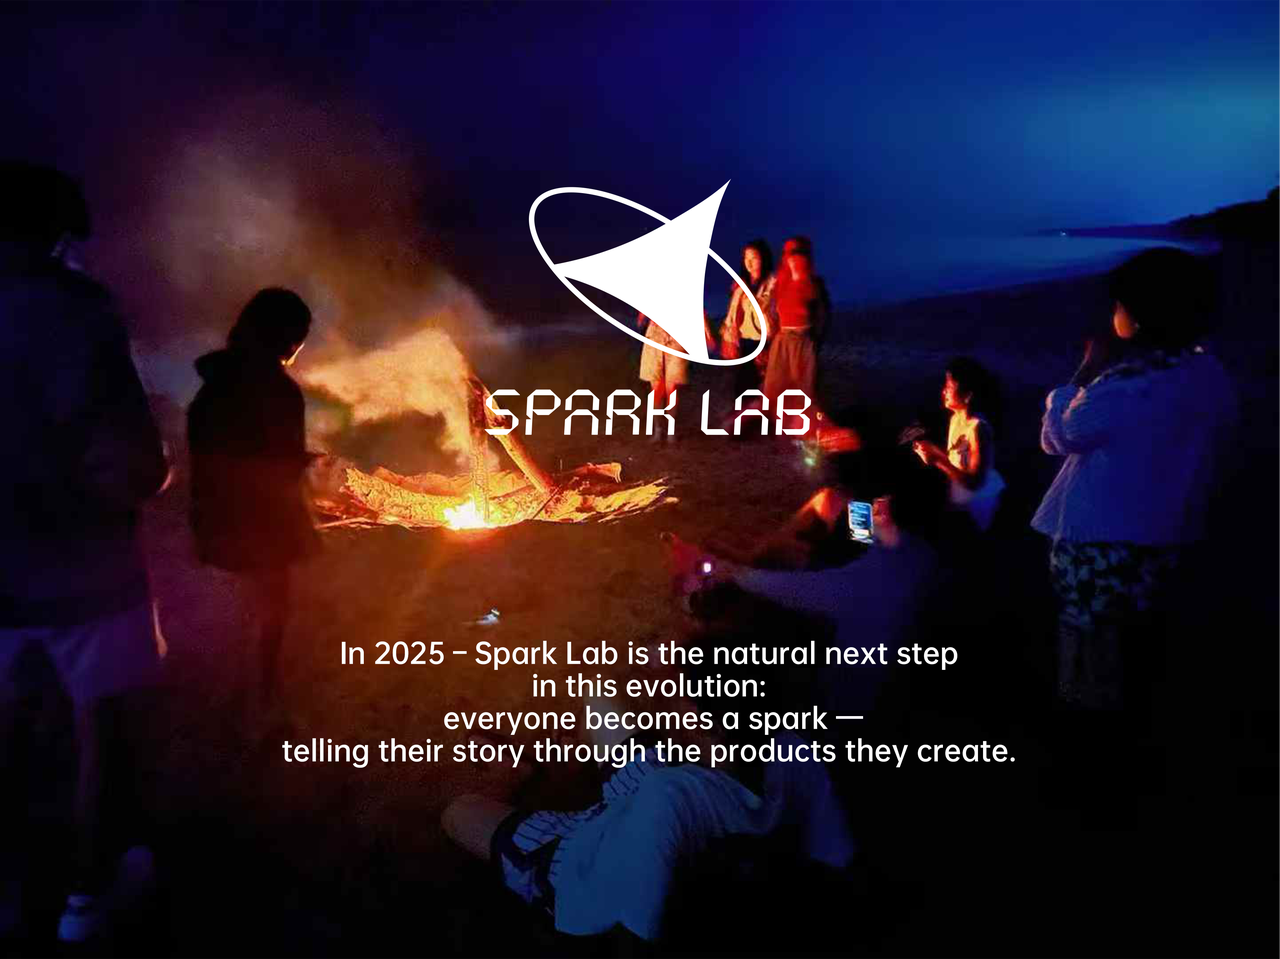 SPARK LAB
In 2025 – Spark Lab is the natural next step
in this evolution:
everyone becomes a spark —
telling their story through the products they create.